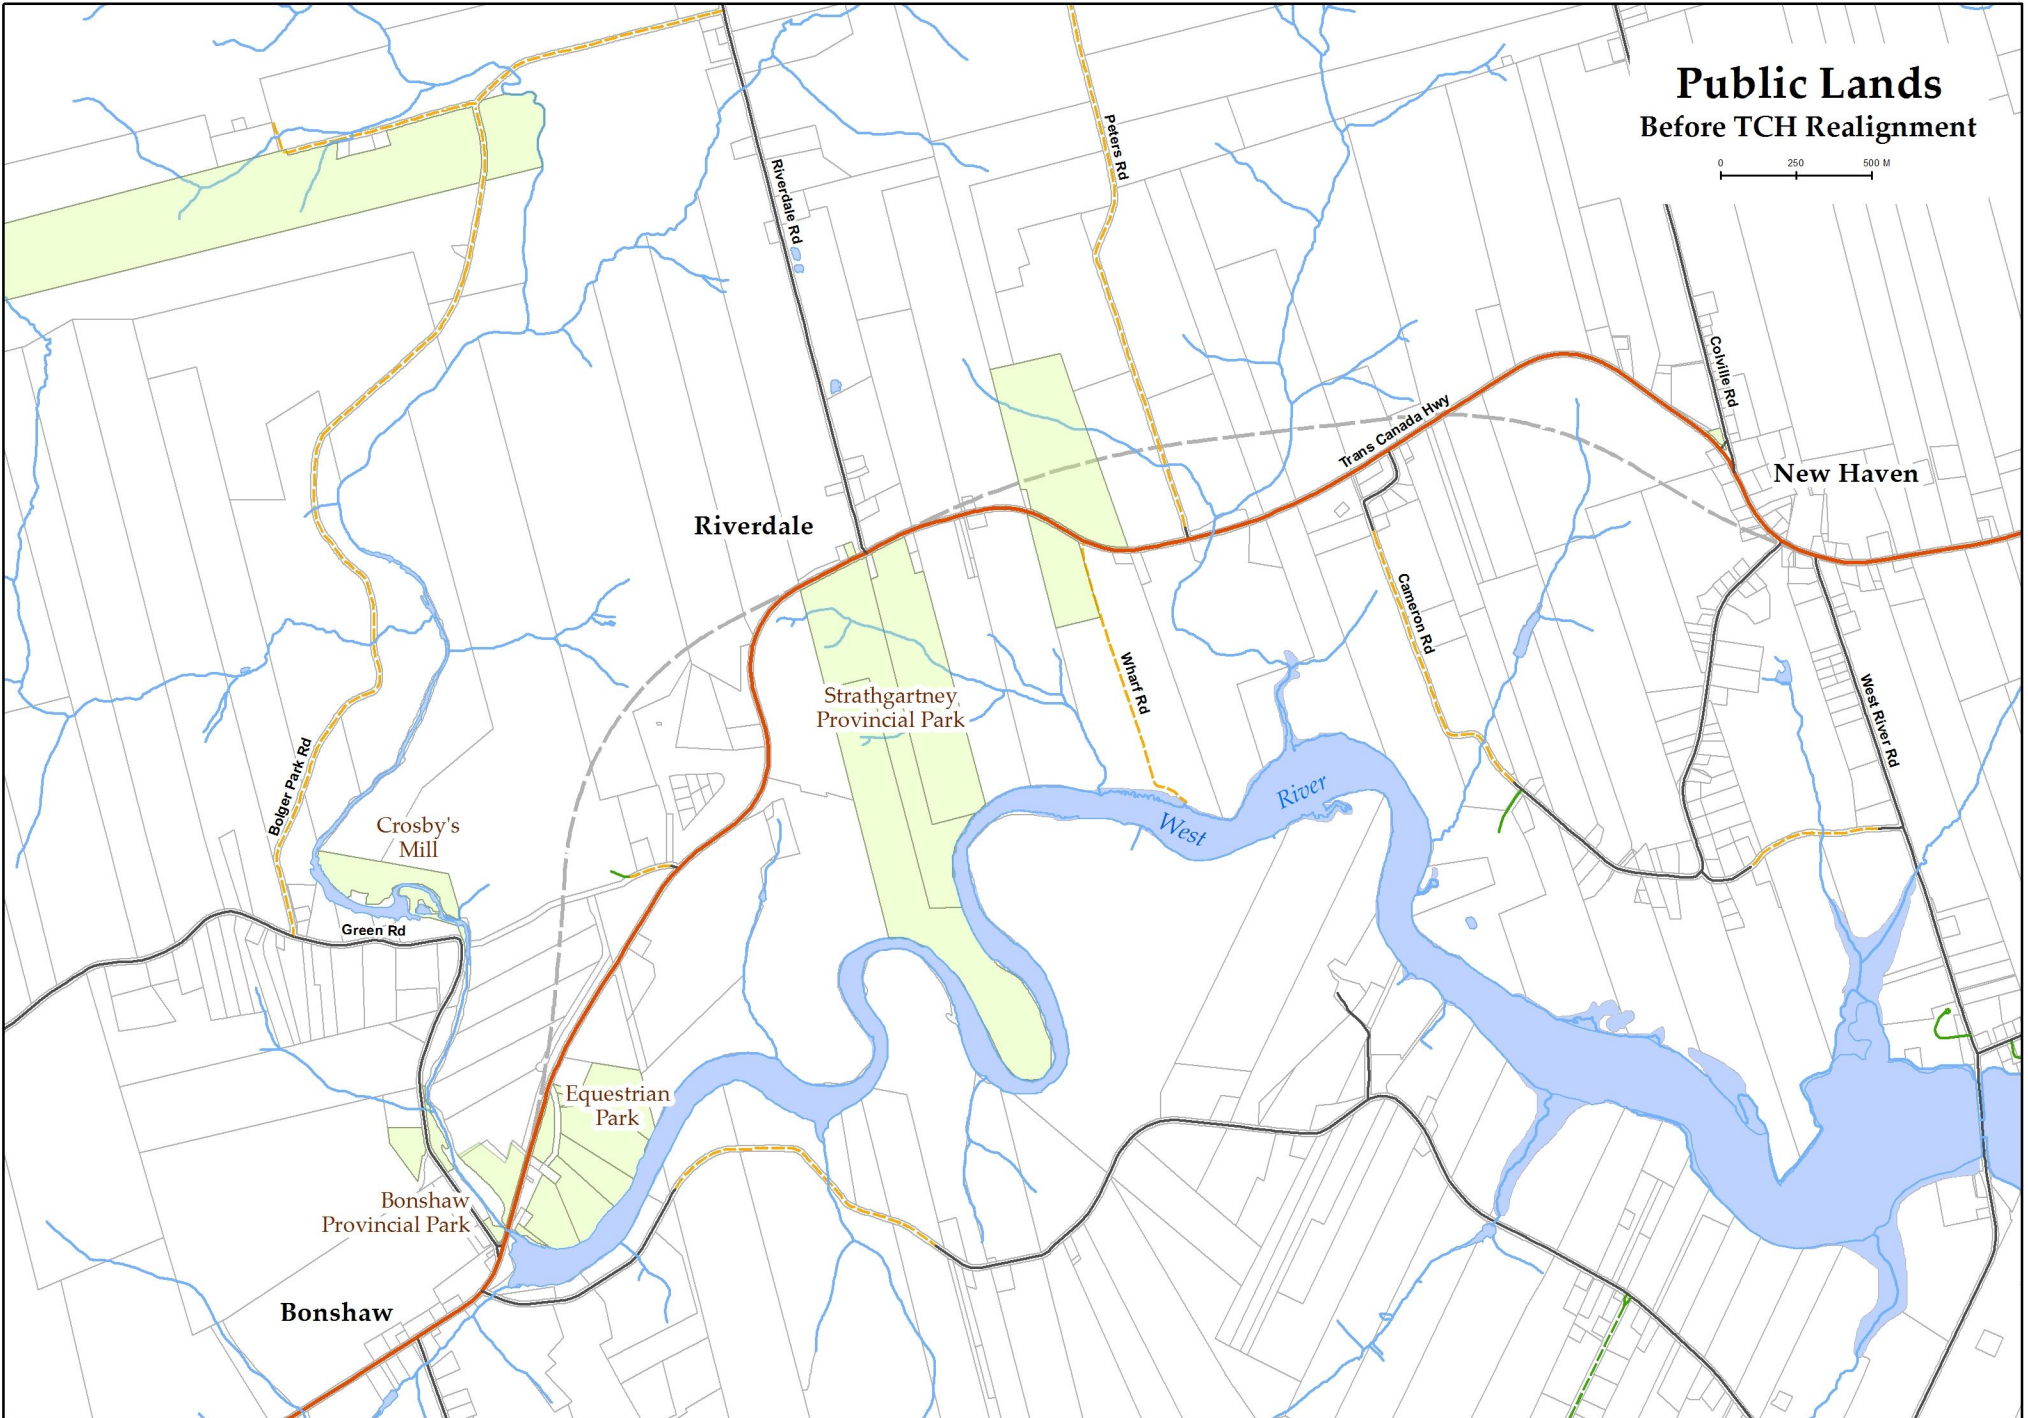 Public Lands
Before TCH Realignment
0 250 500 M
Peters Rd
Riverdale Rd
Colville Rd
Trans Canada Hwy
New Haven
Riverdale
Cameron Rd
Wharf Rd
West River Rd
Strathgartney
Provincial Park
Bolger Park Rd
River
West
Crosby's
Mill
Green Rd
Equestrian
Park
Bonshaw
Provincial Park
Bonshaw